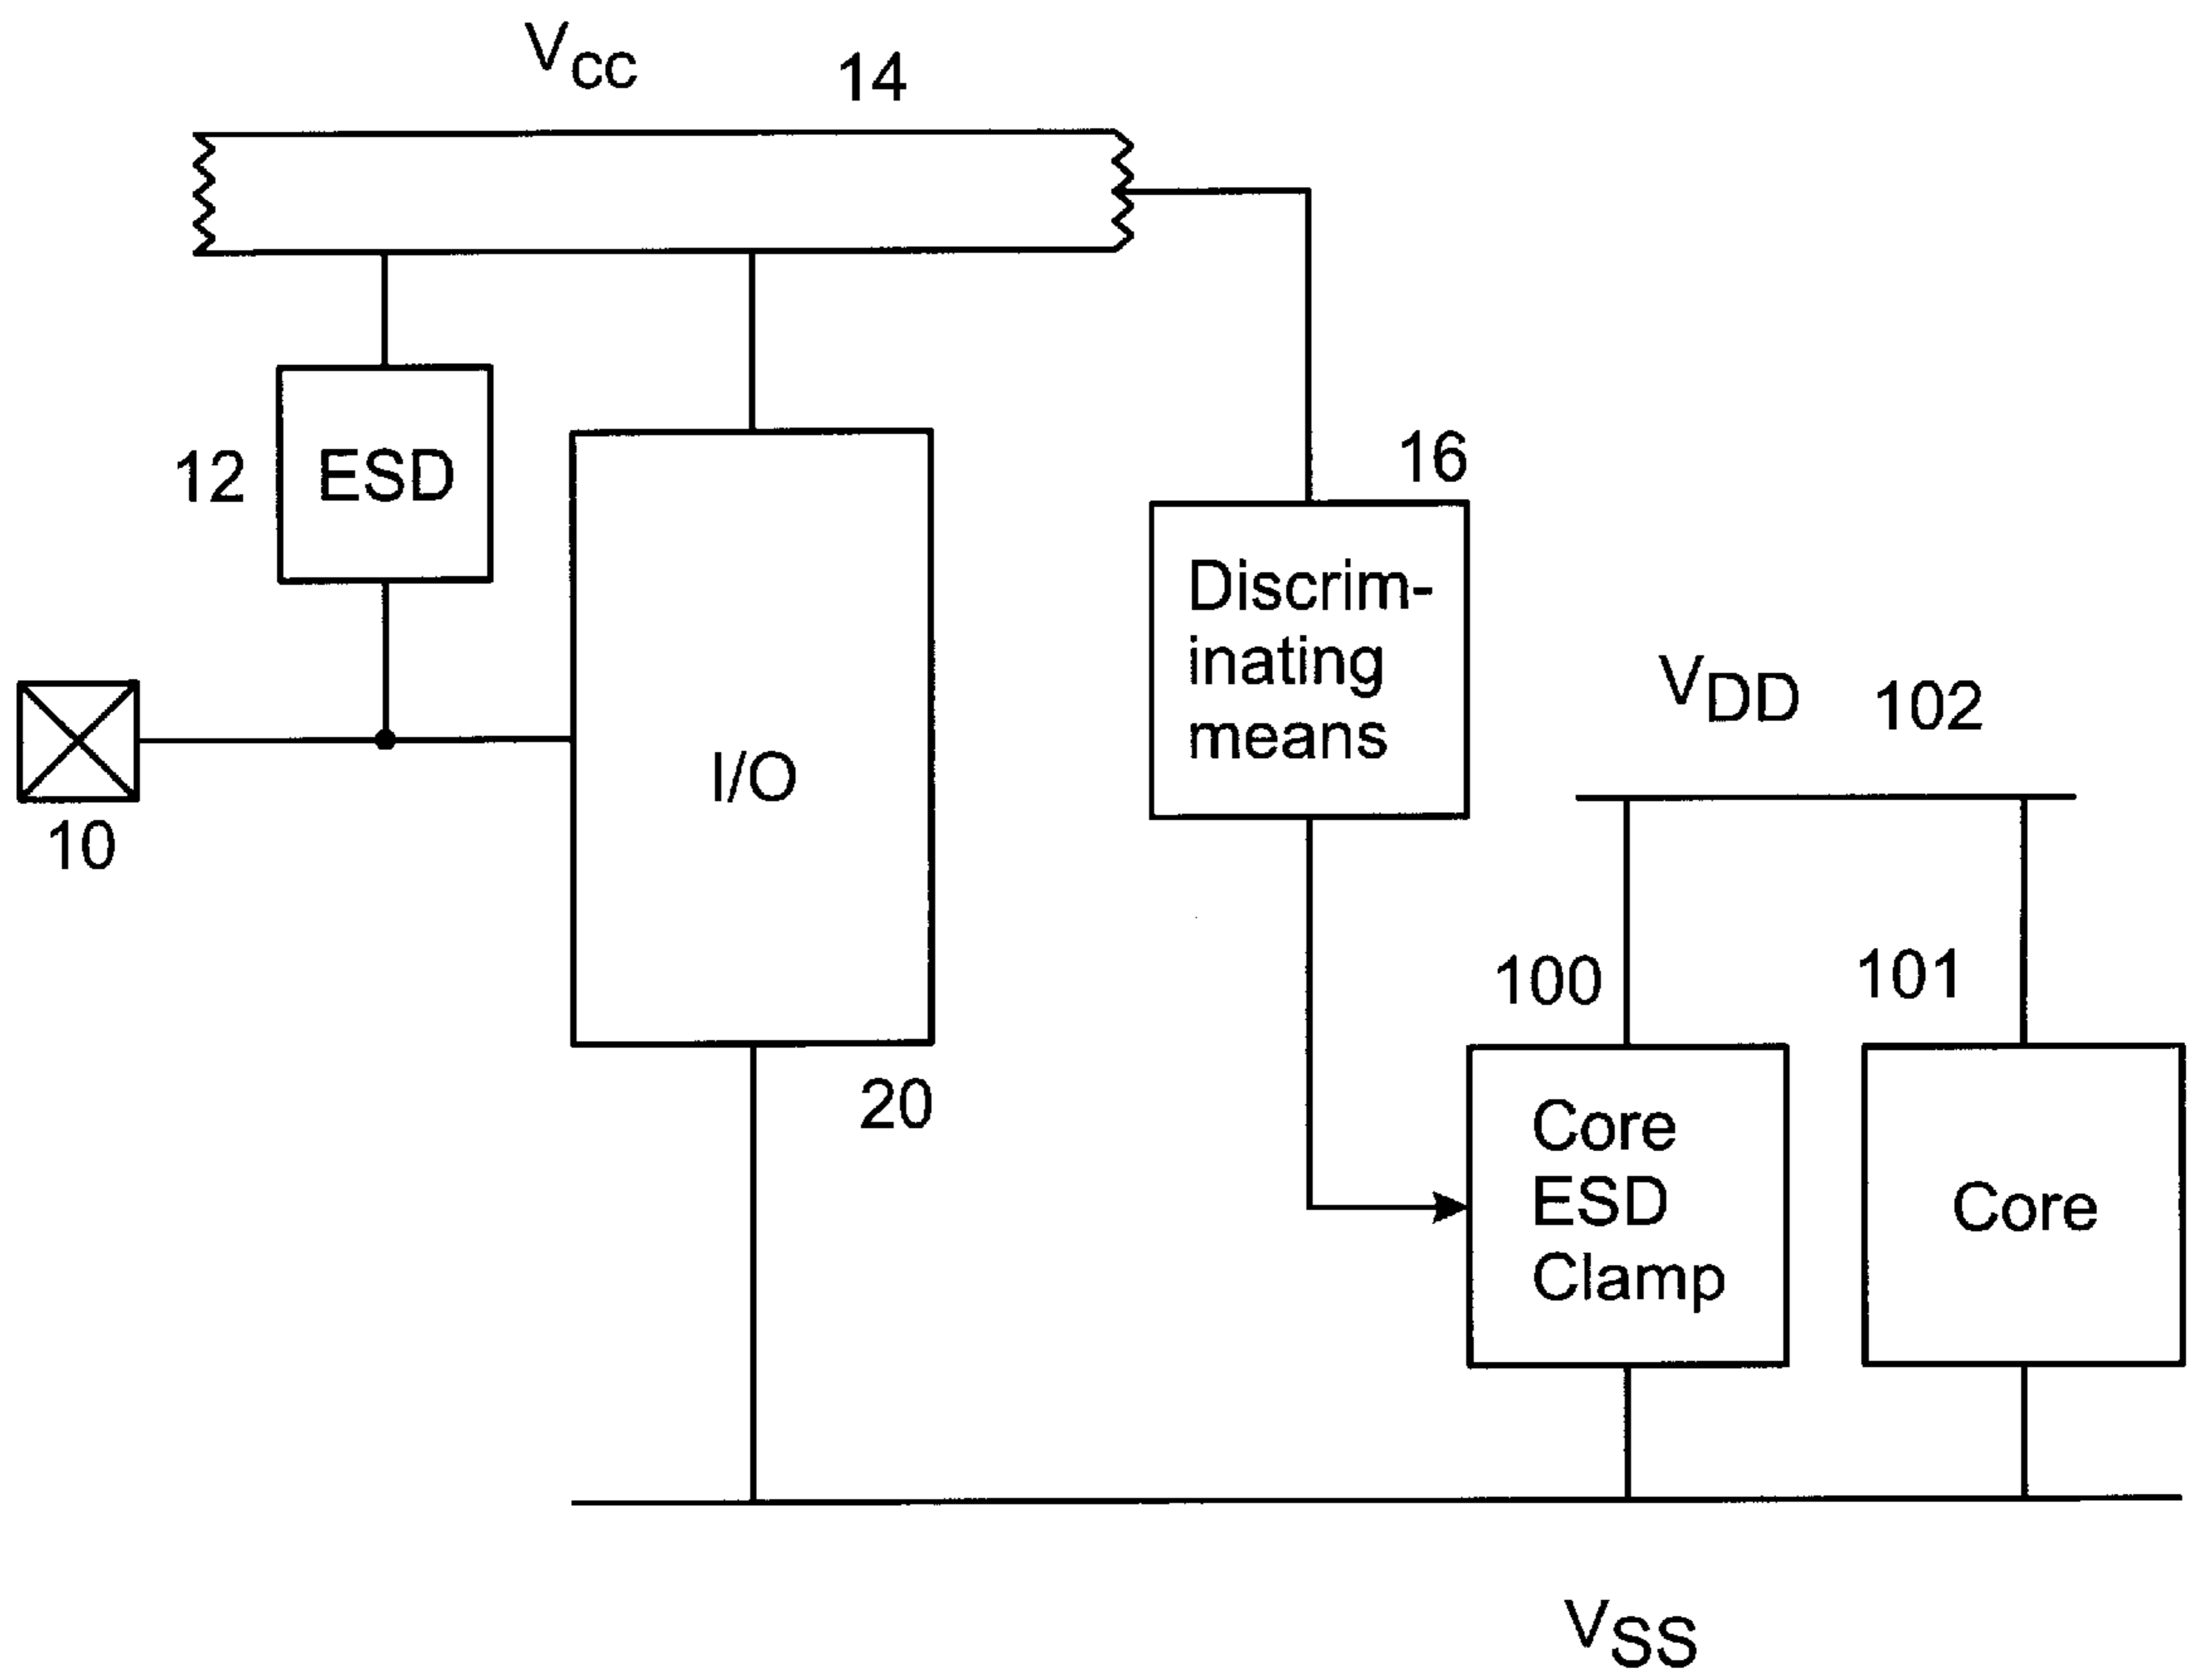 Vcc
14
12
ESD
16
Discrim-
inating
means
VDD
102
10
I/O
100
101
20
Core
ESD
Clamp
Core
VSS